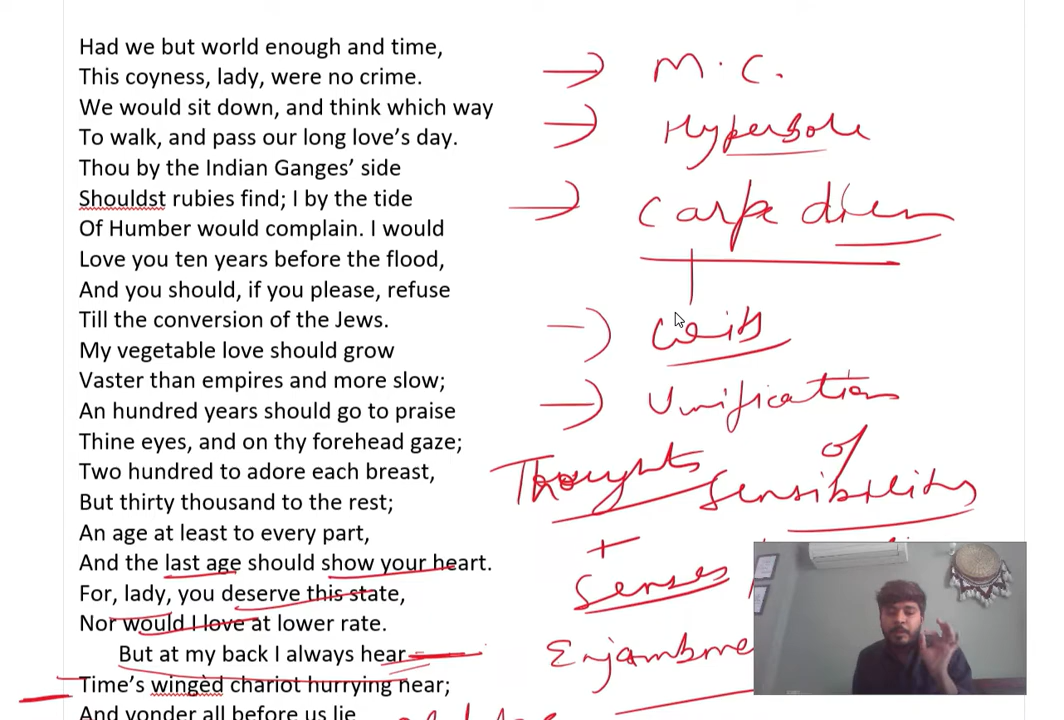 Had we but world enough and time,
This coyness, lady, were no crime.
We would sit down, and think which way
To walk, and pass our long love's day.
Thou by the Indian Ganges' side
Shouldst rubies find; I by the tide
Of Humber would complain. I would
Love you ten years before the flood,
And you should, if you please, refuse
Till the conversion of the Jews.
My vegetable love should grow
Vaster than empires and more slow;
An hundred years should go to praise
Thine eyes, and on thy forehead gaze;
Two hundred to adore each breast,
But thirty thousand to the rest;
An age at least to every part,
And the last age should show your heart.
For, lady, you deserve this state,
Nor would I love at lower rate.
But at my back I always hear
Time's wingèd chariot hurrying near;
And yonder all before us lie
M. C.
Hyperbole
Carpe diem
Unification
of
Thoughts Sensibility
+
Senses
Enjambme